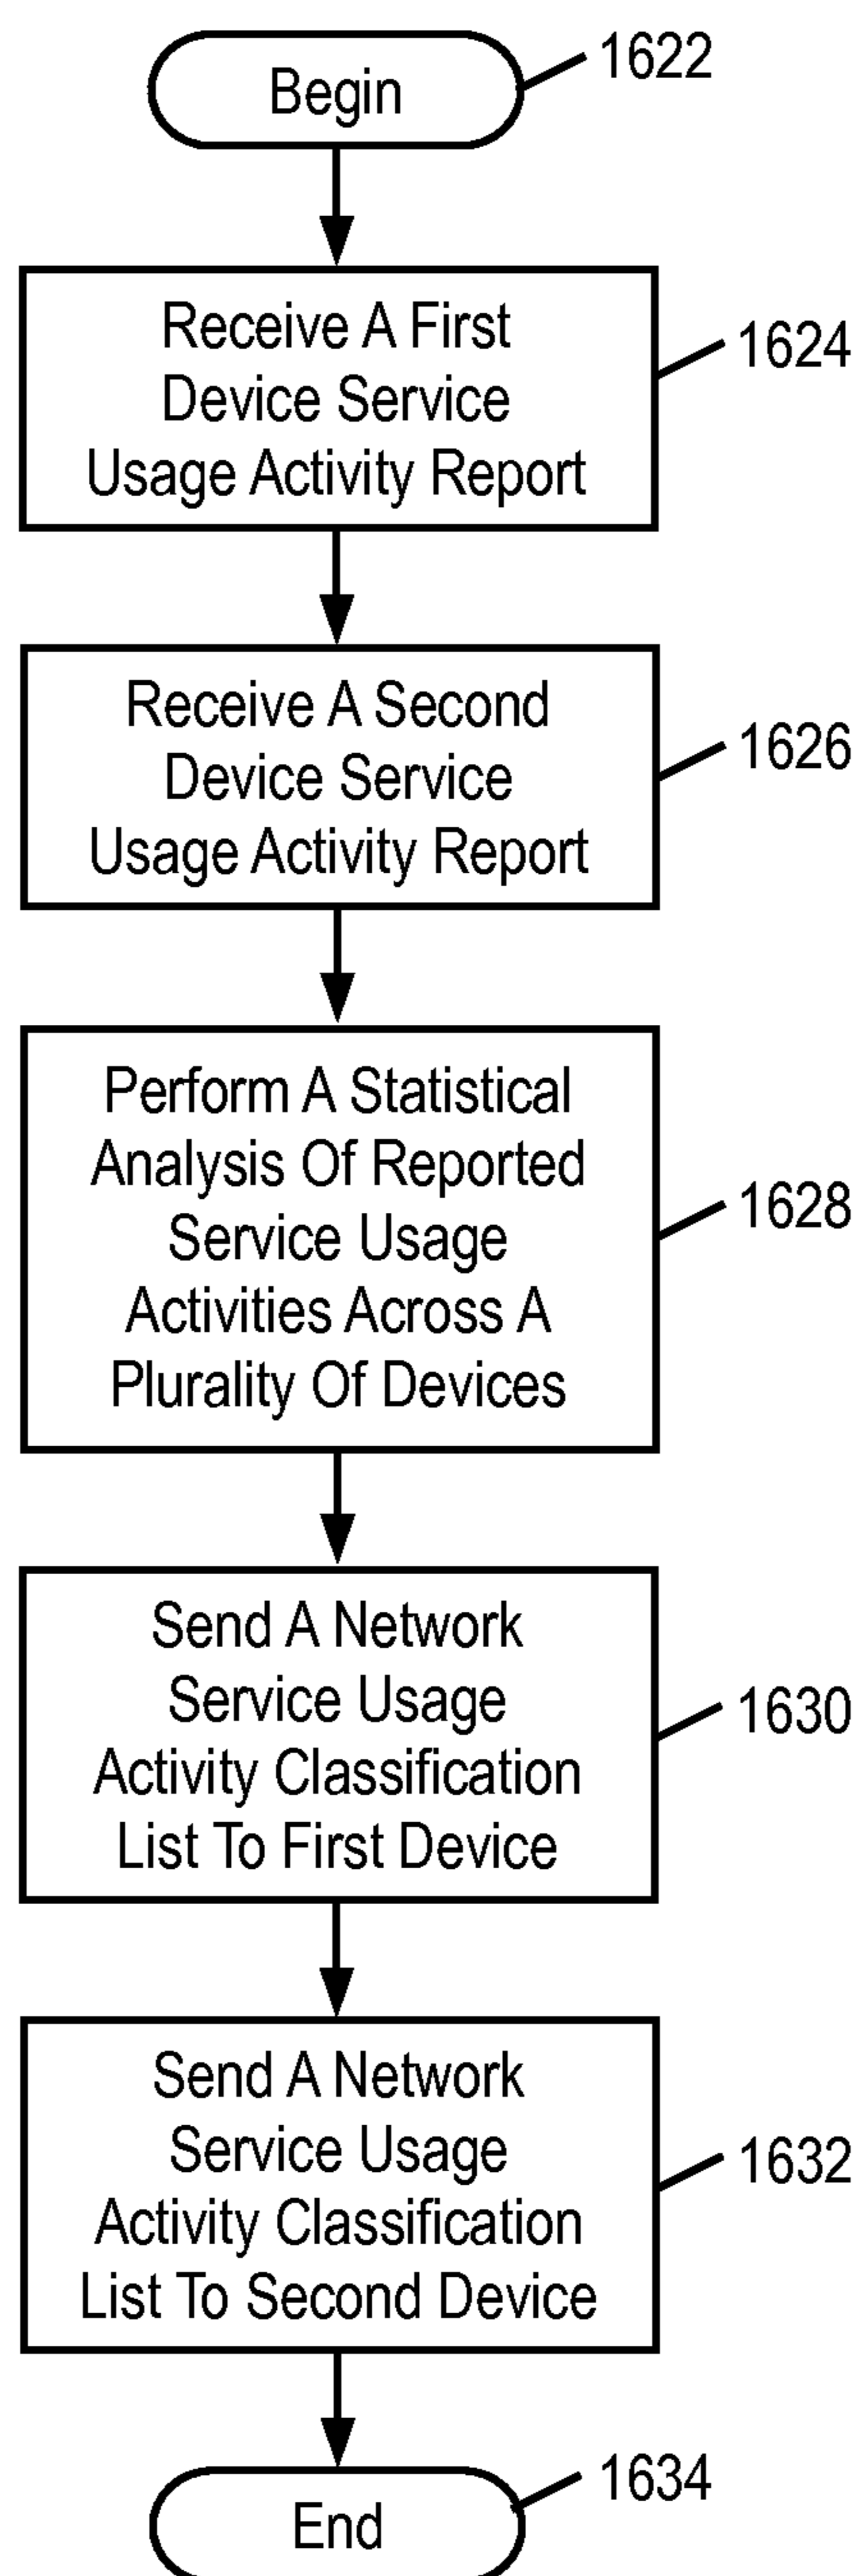 Begin
1622
Receive A First
Device Service
Usage Activity Report
1624
Receive A Second
Device Service
Usage Activity Report
1626
Perform A Statistical
Analysis Of Reported
Service Usage
Activities Across A
Plurality Of Devices
1628
Send A Network
Service Usage
Activity Classification
List To First Device
1630
Send A Network
Service Usage
Activity Classification
List To Second Device
1632
End
1634